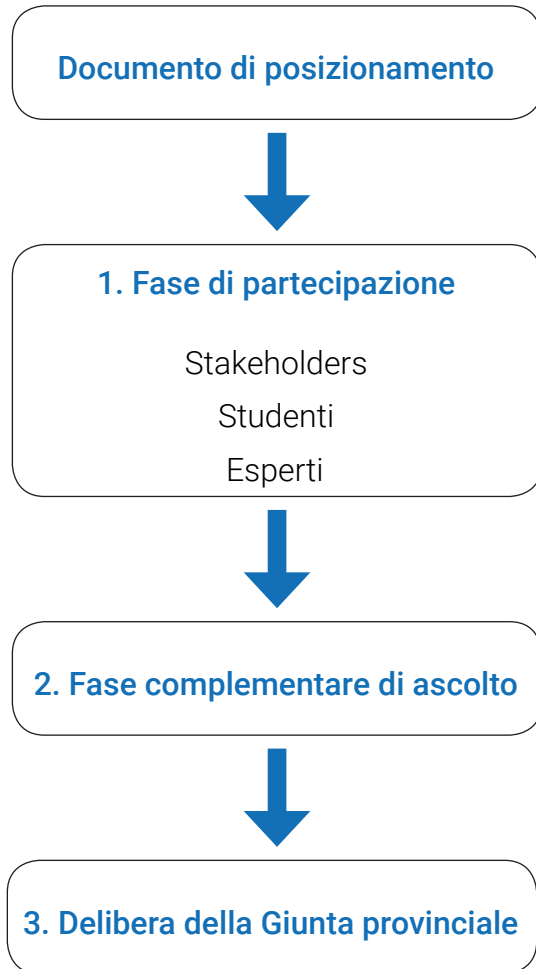 Documento di posizionamento
1. Fase di partecipazione
Stakeholders
Studenti
Esperti
2. Fase complementare di ascolto
3. Delibera della Giunta provinciale